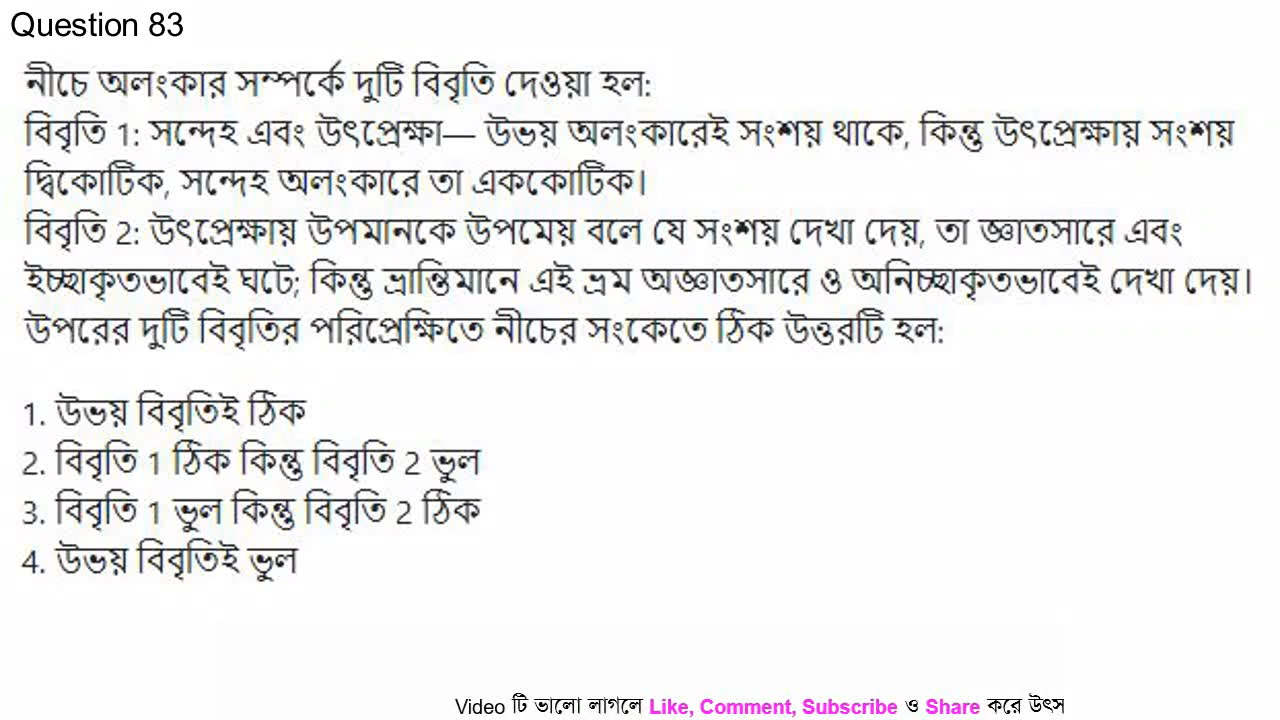 Question 83
নীচে অলংকার সম্পর্কে দুটি বিবৃতি দেওয়া হল:
বিবৃতি 1: সন্দেহ এবং উৎপ্রেক্ষা— উভয় অলংকারেই সংশয় থাকে, কিন্তু উৎপ্রেক্ষায় সংশয়
দ্বিকোটিক, সন্দেহ অলংকারে তা এককোটিক।
বিবৃতি 2: উৎপ্রেক্ষায় উপমানকে উপমেয় বলে যে সংশয় দেখা দেয়, তা জ্ঞাতসারে এবং
ইচ্ছাকৃতভাবেই ঘটে; কিন্তু ভ্রান্তিমানে এই ভ্রম অজ্ঞাতসারে ও অনিচ্ছাকৃতভাবেই দেখা দেয়।
উপরের দুটি বিবৃতির পরিপ্রেক্ষিতে নীচের সংকেতে ঠিক উত্তরটি হল:
1. উভয় বিবৃতিই ঠিক
2. বিবৃতি 1 ঠিক কিন্তু বিবৃতি 2 ভুল
3. বিবৃতি 1 ভুল কিন্তু বিবৃতি 2 ঠিক
4. উভয় বিবৃতিই ভুল
Video টি ভালো লাগলে Like, Comment, Subscribe ও Share করে উৎস